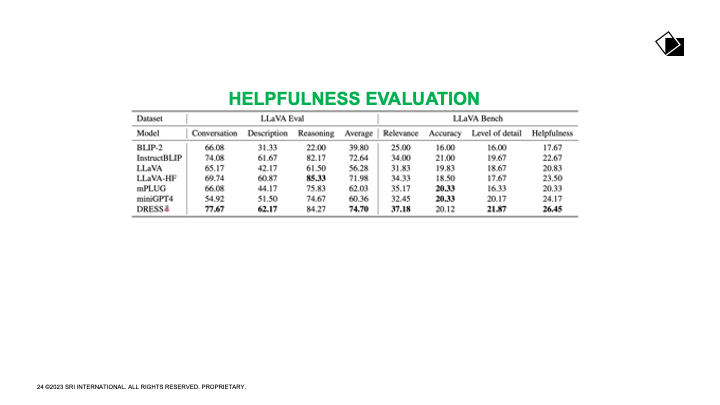 HELPFULNESS EVALUATION
Dataset LLaVA Eval LLaVA Bench
Model Conversation Description Reasoning Average Relevance Accuracy Level of detail Helpfulness
BLIP-2 66.08 31.33 22.00 39.80 25.00 16.00 16.00 17.67
InstructBLIP 74.08 61.67 82.17 72.64 34.00 21.00 19.67 22.67
LLaVA 65.17 42.17 61.50 56.28 31.83 19.83 18.67 20.83
LLaVA-HF 69.74 60.87 85.33 71.98 34.33 18.50 17.67 23.50
mPLUG 66.08 44.17 75.83 62.03 35.17 20.33 16.33 20.33
miniGPT4 54.92 51.50 74.67 60.36 32.45 20.33 20.17 24.17
DRESS 77.67 62.17 84.27 74.70 37.18 20.12 21.87 26.45
24 ©2023 SRI INTERNATIONAL. ALL RIGHTS RESERVED. PROPRIETARY.